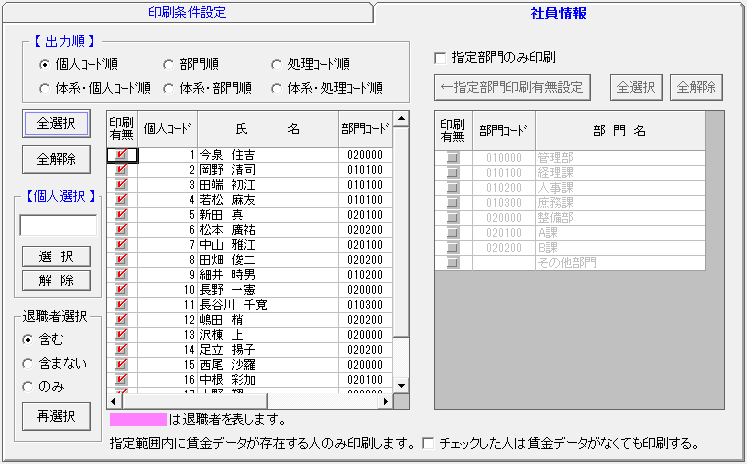 印刷条件設定
社員情報
【 出力順 】
個人コード順 部門順 処理コード順
体系・個人コード順 体系・部門順 体系・処理コード順
全選択
全解除
【個人選択】
選 択
解 除
退職者選択
含む
含まない
のみ
再選択
印刷有無 個人コード 氏 名 部門コード
1 今泉 住吉 020000
2 岡野 清司 010100
3 田端 初江 010100
4 若松 麻友 010100
5 新田 真 020100
6 松本 廣祐 020200
7 中山 雅江 020100
8 田畑 俊二 020200
9 細井 時男 010200
10 長野 一憲 020000
11 長谷川 千寛 010300
12 嶋田 梢 020200
13 沢棟 上 020200
14 足立 揚子 020200
15 西尾 沙羅 020000
16 中根 彩加 020100
は退職者を表します。
指定範囲内に賃金データが存在する人のみ印刷します。 チェックした人は賃金データがなくても印刷する。
指定部門のみ印刷
←指定部門印刷有無設定 全選択 全解除
印刷有無 部門コード 部 門 名
010000 管理部
010100 経理課
010200 人事課
010300 庶務課
020000 整備部
020100 A課
020200 B課
その他部門